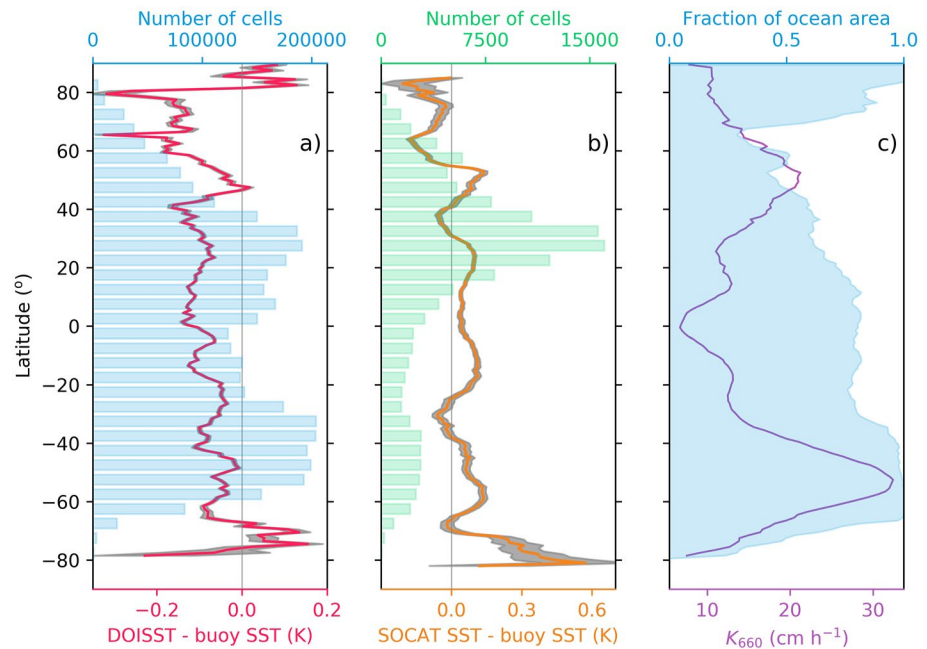 Number of cells
Number of cells
Fraction of ocean area
0 100000 200000
0 7500 15000
0.0 0.5 1.0
a)
b)
c)
Latitude (°)
80
60
40
20
0
−20
−40
−60
−80
−0.2 0.0 0.2
0.0 0.3 0.6
10 20 30
DOISST - buoy SST (K)
SOCAT SST - buoy SST (K)
K660 (cm h−1)